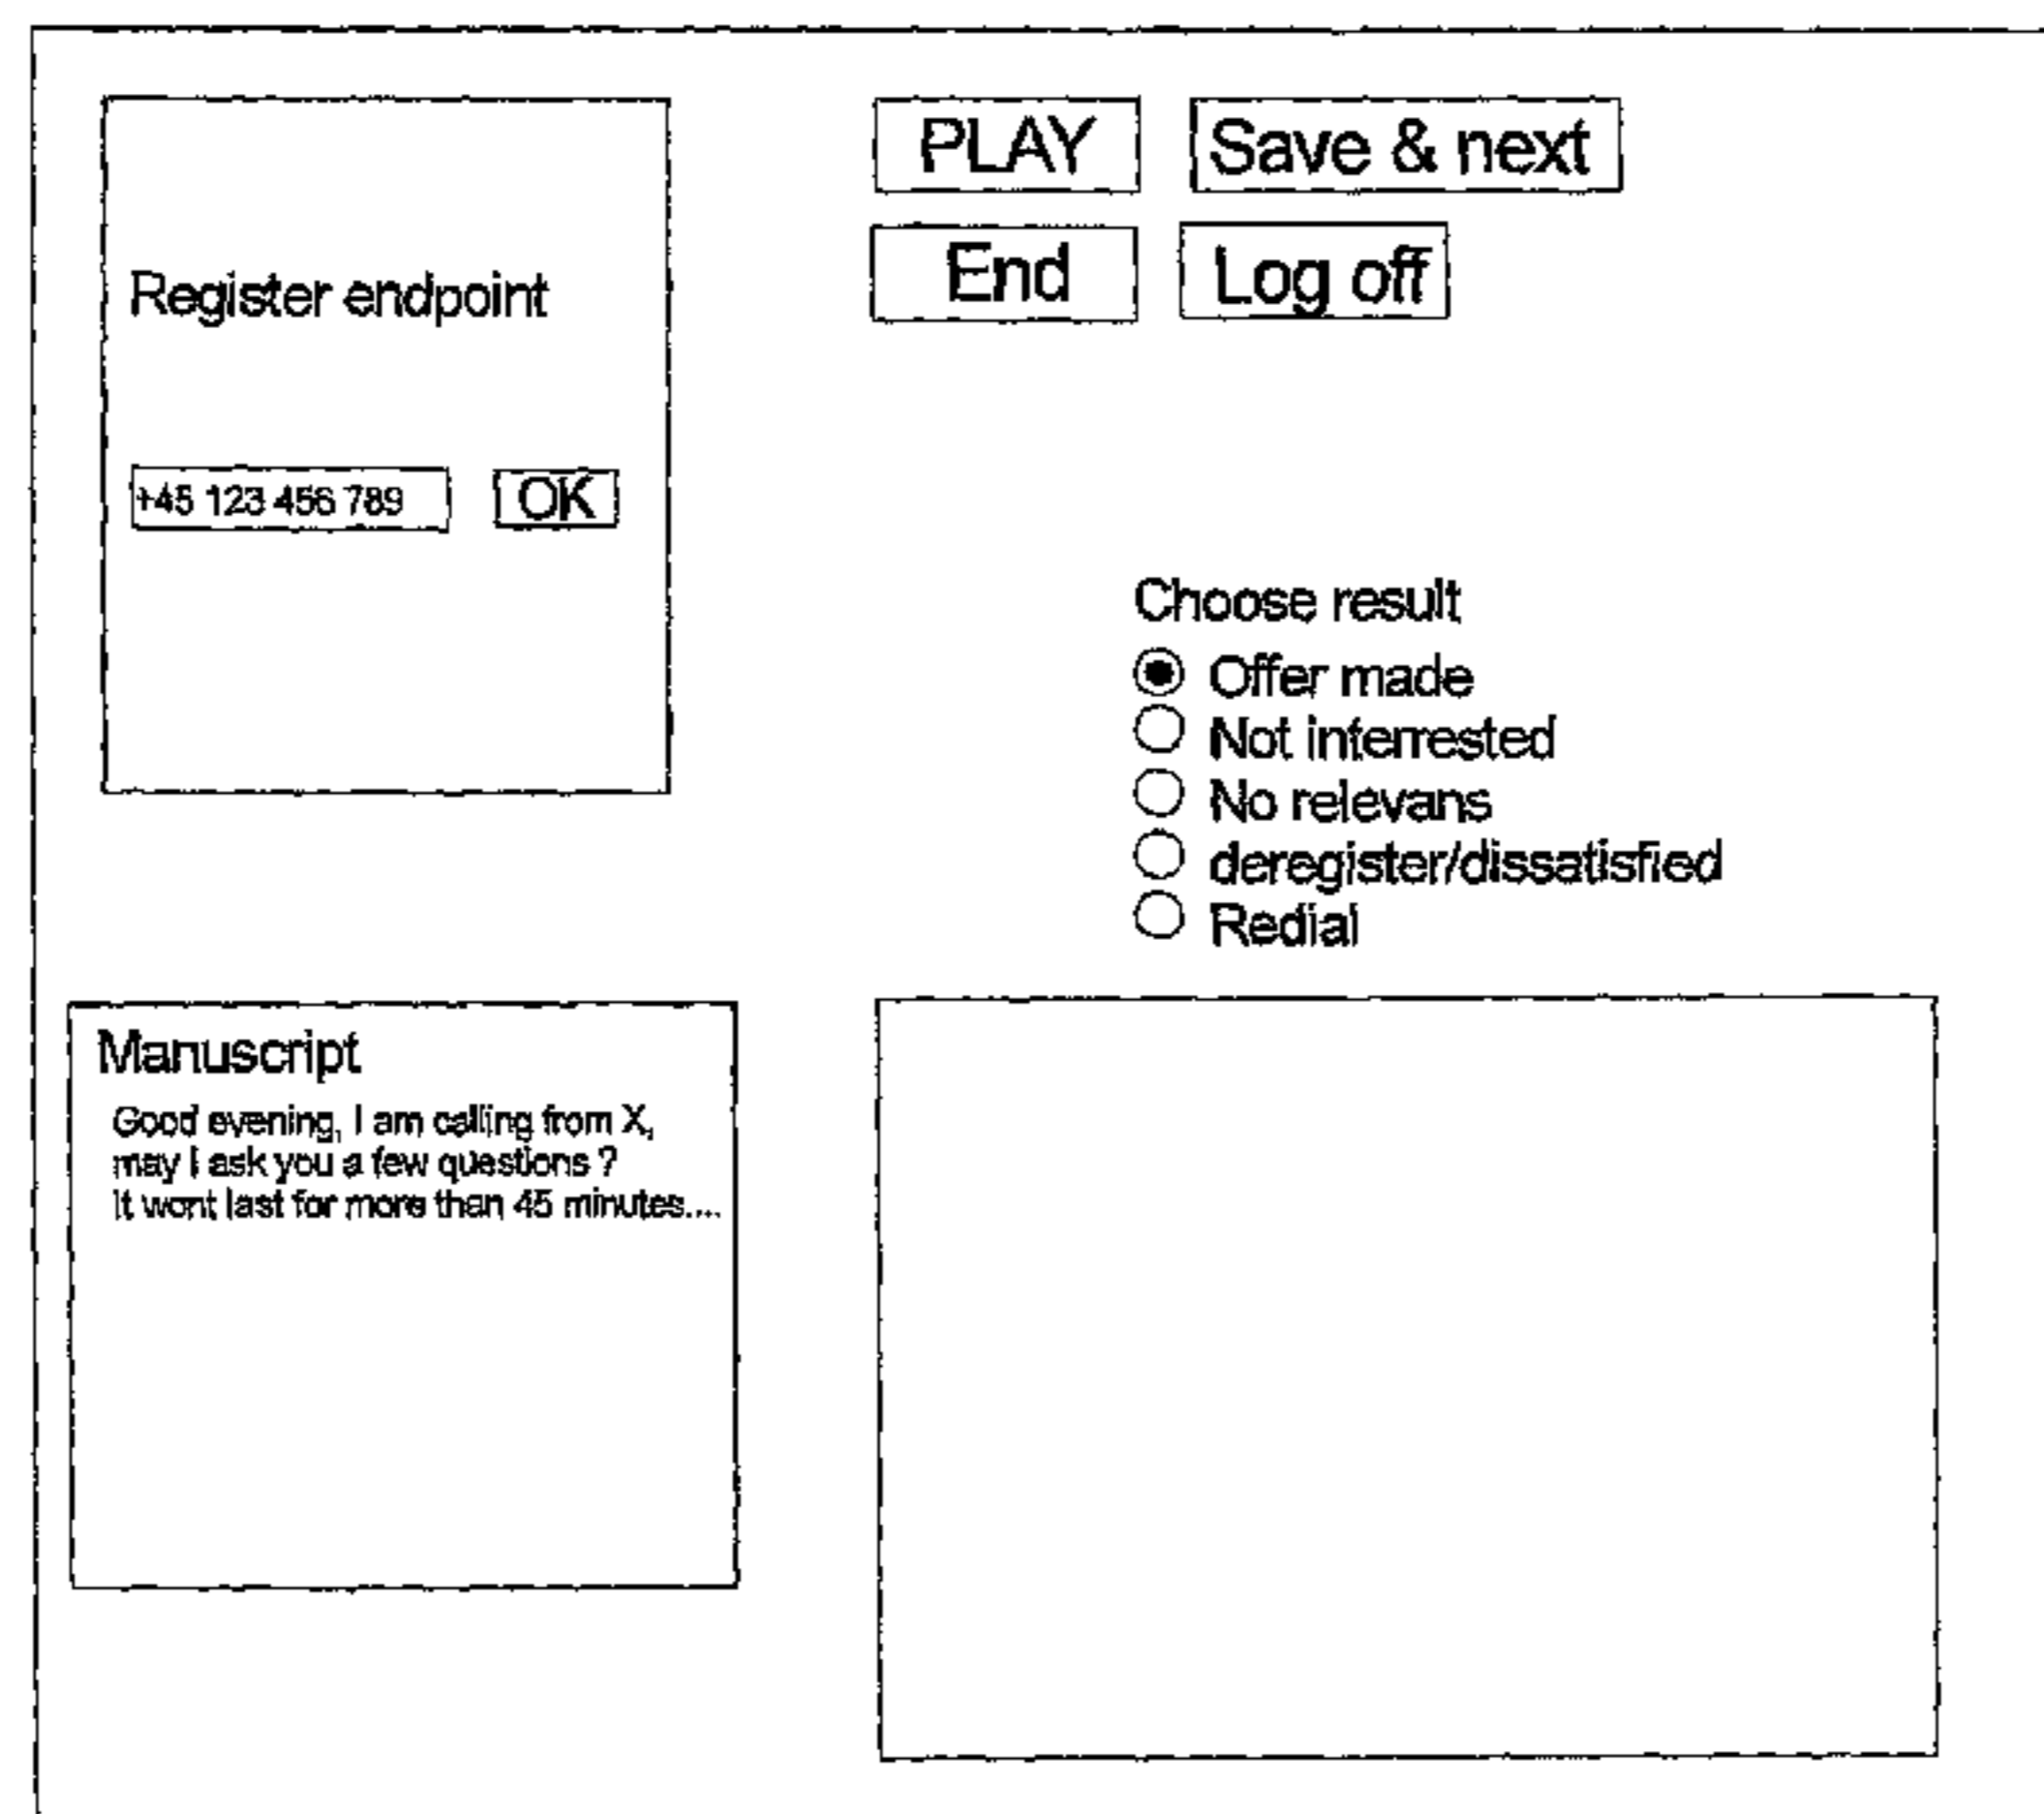 PLAY
Save & next
End
Log off
Register endpoint
+45 123 456 789
OK
Choose result
Offer made
Not interrested
No relevans
deregister/dissatisfied
Redial
Manuscript
Good evening, I am calling from X,
may I ask you a few questions ?
It wont last for more than 45 minutes....